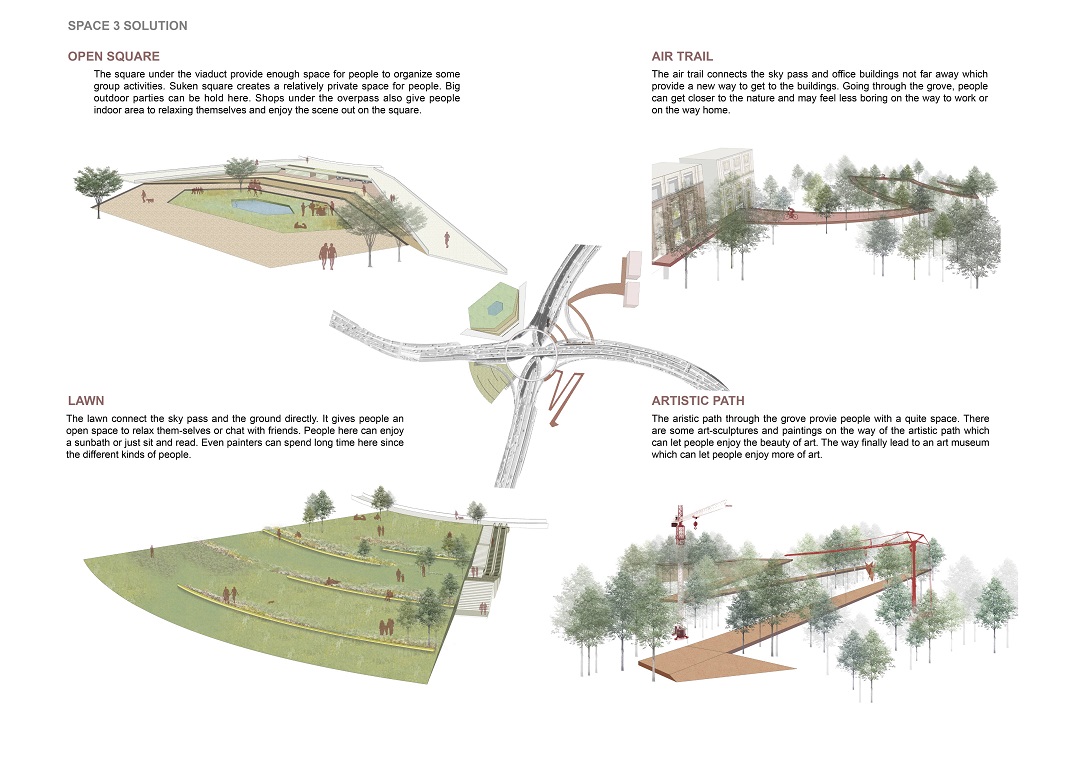 SPACE 3 SOLUTION
OPEN SQUARE
The square under the viaduct provide enough space for people to organize some
group activities. Suken square creates a relatively private space for people. Big
outdoor parties can be hold here. Shops under the overpass also give people
indoor area to relaxing themselves and enjoy the scene out on the square.
AIR TRAIL
The air trail connects the sky pass and office buildings not far away which
provide a new way to get to the buildings. Going through the grove, people
can get closer to the nature and may feel less boring on the way to work or
on the way home.
LAWN
The lawn connect the sky pass and the ground directly. It gives people an
open space to relax them-selves or chat with friends. People here can enjoy
a sunbath or just sit and read. Even painters can spend long time here since
the different kinds of people.
ARTISTIC PATH
The aristic path through the grove provie people with a quite space. There
are some art-sculptures and paintings on the way of the artistic path which
can let people enjoy the beauty of art. The way finally lead to an art museum
which can let people enjoy more of art.